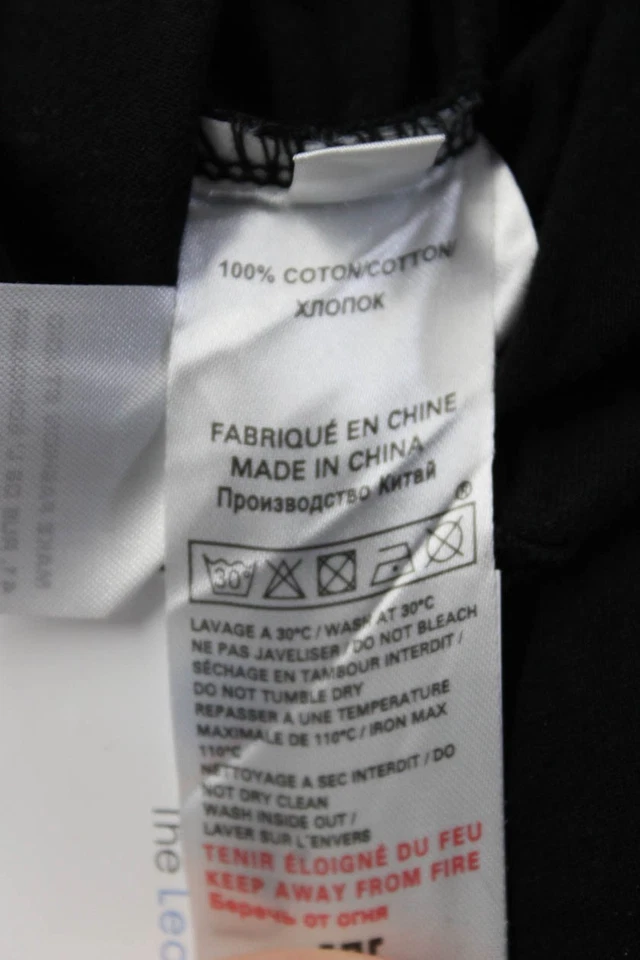 100% COTON/COTTON/
ХЛОПОК
FABRIQUÉ EN CHINE
MADE IN CHINA
Производство Китай
®
30°
LAVAGE A 30°C / WASH AT 30°C
NE PAS JAVELISER / DO NOT BLEACH
SÉCHAGE EN TAMBOUR INTERDIT /
DO NOT TUMBLE DRY
REPASSER A UNE TEMPERATURE
MAXIMALE DE 110°C / IRON MAX
110°C
NETTOYAGE A SEC INTERDIT / DO
NOT DRY CLEAN
WASH INSIDE OUT /
LAVER SUR L'ENVERS
TENIR ÉLOIGNÉ DU FEU
KEEP AWAY FROM FIRE
Беречь от огня
The